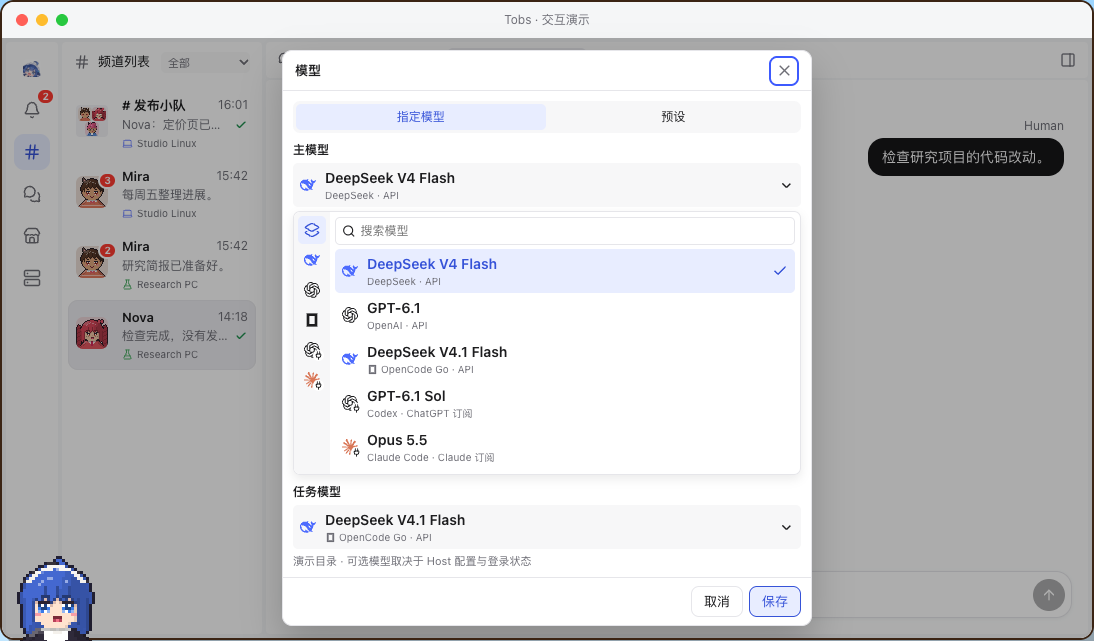 Tobs · 交互演示
2
# 频道列表
全部
# 发布小队
16:01
Nova：定价页已...
Studio Linux
3
Mira
15:42
每周五整理进展。
Studio Linux
2
Mira
15:42
研究简报已准备好。
Research PC
Nova
14:18
检查完成，没有发...
Research PC
Human
检查研究项目的代码改动。
模型
指定模型
预设
主模型
DeepSeek V4 Flash
DeepSeek · API
搜索模型
DeepSeek V4 Flash
DeepSeek · API
GPT-6.1
OpenAI · API
DeepSeek V4.1 Flash
OpenCode Go · API
GPT-6.1 Sol
Codex · ChatGPT 订阅
Opus 5.5
Claude Code · Claude 订阅
任务模型
DeepSeek V4.1 Flash
OpenCode Go · API
演示目录 · 可选模型取决于 Host 配置与登录状态
取消
保存